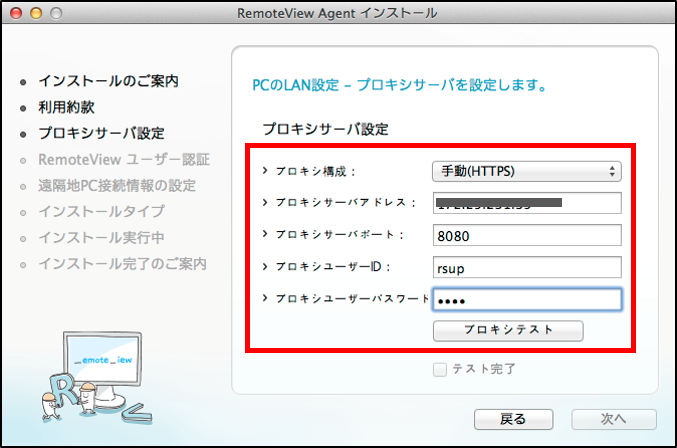 RemoteView Agent インストール
インストールのご案内
利用約款
プロキシサーバ設定
RemoteView ユーザー認証
遠隔地PC接続情報の設定
インストールタイプ
インストール実行中
インストール完了のご案内
PCのLAN設定 – プロキシサーバを設定します。
プロキシサーバ設定
プロキシ構成：
手動(HTTPS)
プロキシサーバアドレス：
プロキシサーバポート：
8080
プロキシユーザーID：
rsup
プロキシユーザーパスワード
••••
プロキシテスト
テスト完了
_emote_iew
R
戻る
次へ